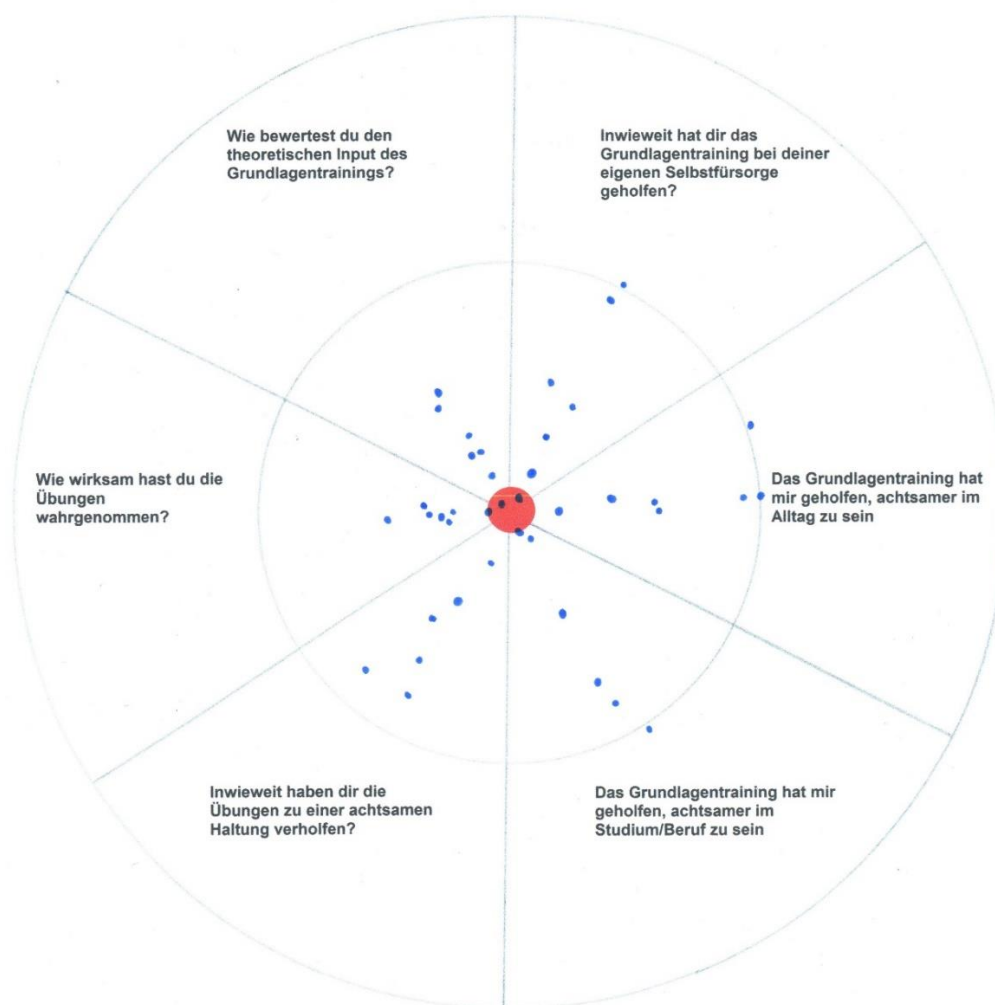 Wie bewertest du den
theoretischen Input des
Grundlagentrainings?
Inwieweit hat dir das
Grundlagentraining bei deiner
eigenen Selbstfürsorge
geholfen?
Wie wirksam hast du die
Übungen
wahrgenommen?
Das Grundlagentraining hat
mir geholfen, achtsamer im
Alltag zu sein
Inwieweit haben dir die
Übungen zu einer achtsamen
Haltung verholfen?
Das Grundlagentraining hat mir
geholfen, achtsamer im
Studium/Beruf zu sein